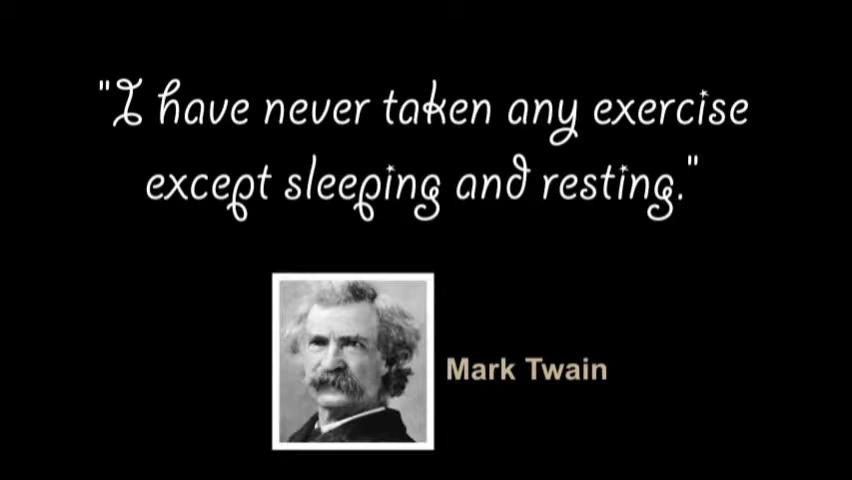 "I have never taken any exercise
except sleeping and resting."
Mark Twain